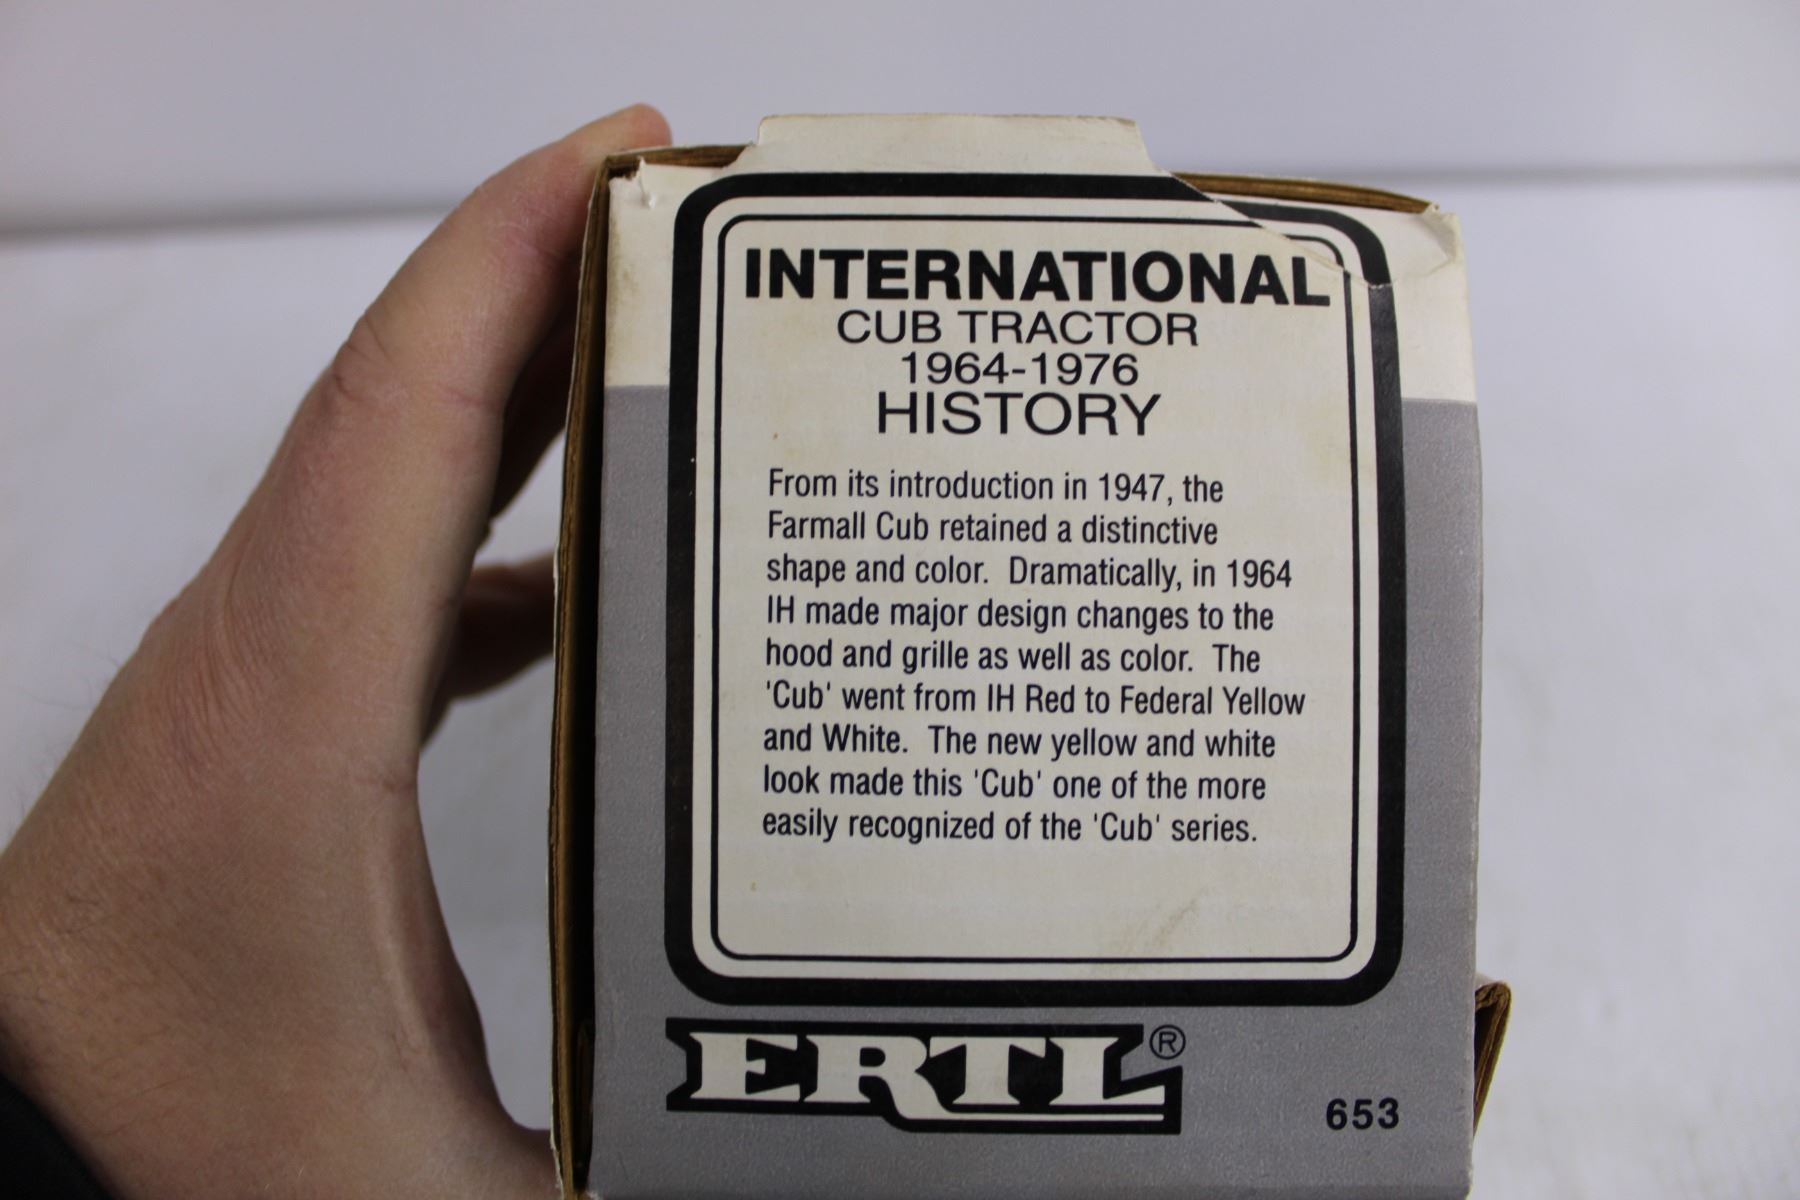 INTERNATIONAL
CUB TRACTOR
1964-1976
HISTORY
From its introduction in 1947, the
Farmall Cub retained a distinctive
shape and color. Dramatically, in 1964
IH made major design changes to the
hood and grille as well as color. The
'Cub' went from IH Red to Federal Yellow
and White. The new yellow and white
look made this 'Cub' one of the more
easily recognized of the 'Cub' series.
ERTL®
653